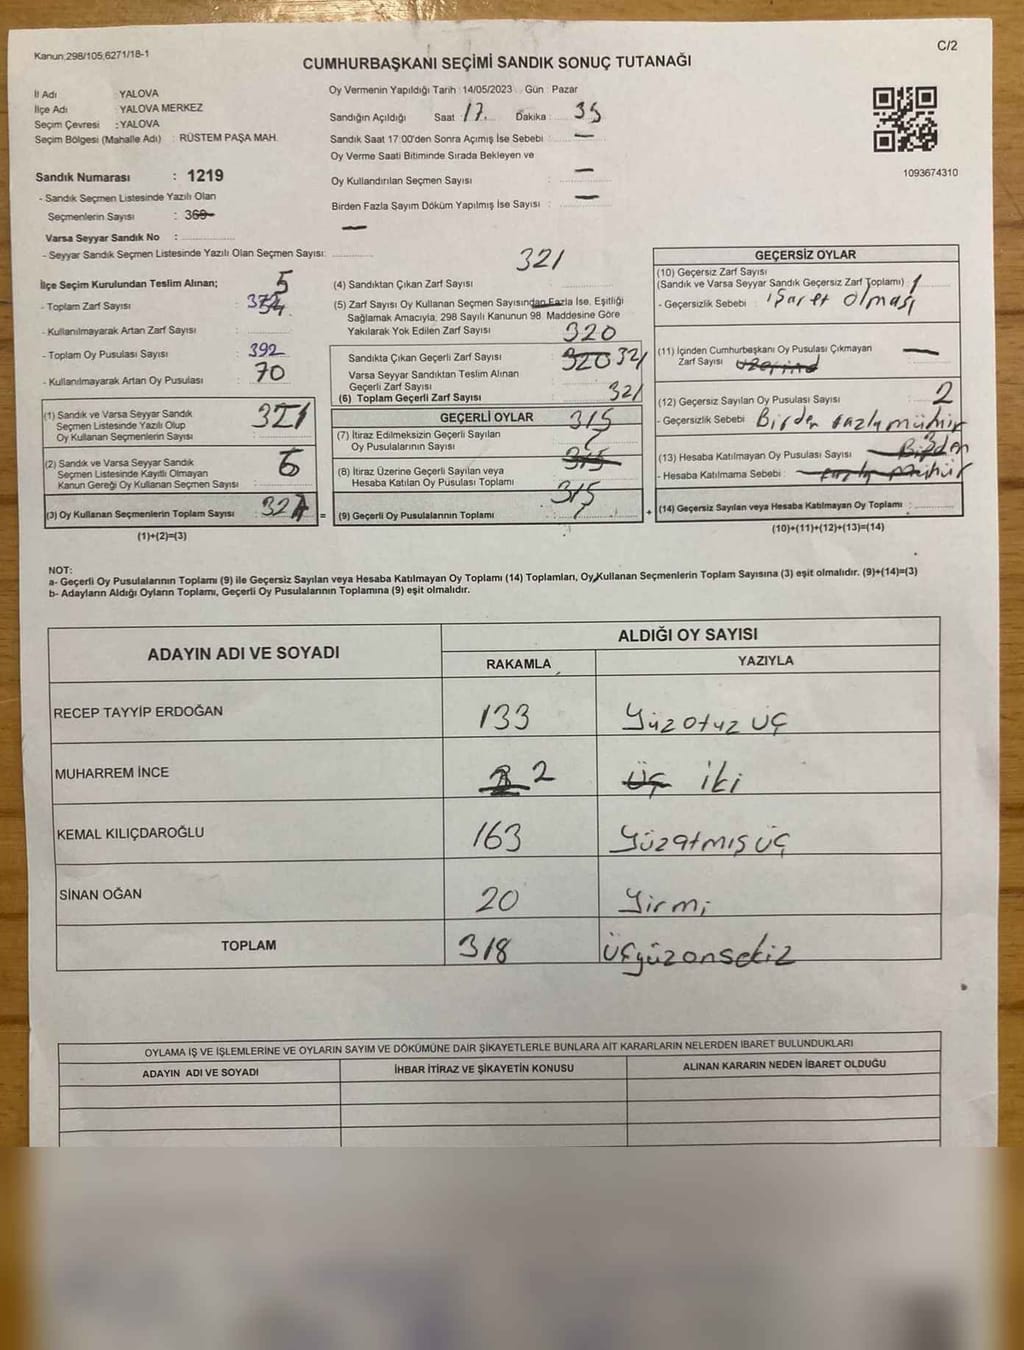 Kanun;298/105;6271/18-1
C/2
CUMHURBAŞKANI SEÇİMİ SANDIK SONUÇ TUTANAĞI
İl Adı : YALOVA
İlçe Adı : YALOVA MERKEZ
Seçim Çevresi : YALOVA
Seçim Bölgesi (Mahalle Adı) : RÜSTEM PAŞA MAH.
Sandık Numarası : 1219
- Sandık Seçmen Listesinde Yazılı Olan
Seçmenlerin Sayısı : 369
Varsa Seyyar Sandık No :
- Seyyar Sandık Seçmen Listesinde Yazılı Olan Seçmen Sayısı:
Oy Vermenin Yapıldığı Tarih : 14/05/2023 Gün : Pazar
Sandığın Açıldığı Saat : 17. Dakika : 35
Sandık Saat 17:00'den Sonra Açımış İse Sebebi : —
Oy Verme Saati Bitiminde Sırada Bekleyen ve
Oy Kullandırılan Seçmen Sayısı : —
Birden Fazla Sayım Döküm Yapılmış İse Sayısı : —
1093674310
İlçe Seçim Kurulundan Teslim Alınan;
- Toplam Zarf Sayısı :
- Kullanılmayarak Artan Zarf Sayısı :
- Toplam Oy Pusulası Sayısı : 392
- Kullanılmayarak Artan Oy Pusulası : 70
(1) Sandık ve Varsa Seyyar Sandık
Seçmen Listesinde Yazılı Olup
Oy Kullanan Seçmenlerin Sayısı : 321
(2) Sandık ve Varsa Seyyar Sandık
Seçmen Listesinde Kayıtlı Olmayan
Kanun Gereği Oy Kullanan Seçmen Sayısı :
(3) Oy Kullanan Seçmenlerin Toplam Sayısı :
(1)+(2)=(3)
(4) Sandıktan Çıkan Zarf Sayısı : 321
(5) Zarf Sayısı Oy Kullanan Seçmen Sayısından Fazla İse, Eşitliği
Sağlamak Amacıyla, 298 Sayılı Kanunun 98. Maddesine Göre
Yakılarak Yok Edilen Zarf Sayısı :
320
Sandıkta Çıkan Geçerli Zarf Sayısı : 320 321
Varsa Seyyar Sandıktan Teslim Alınan
Geçerli Zarf Sayısı :
(6) Toplam Geçerli Zarf Sayısı : 321
=
GEÇERLİ OYLAR
(7) İtiraz Edilmeksizin Geçerli Sayılan
Oy Pusulalarının Sayısı : 315
(8) İtiraz Üzerine Geçerli Sayılan veya
Hesaba Katılan Oy Pusulası Toplamı : 315
(9) Geçerli Oy Pusulalarının Toplamı : 315
+
GEÇERSİZ OYLAR
(10) Geçersiz Zarf Sayısı
(Sandık ve Varsa Seyyar Sandık Geçersiz Zarf Toplamı) : 1
- Geçersizlik Sebebi : işaret olması
(11) İçinden Cumhurbaşkanı Oy Pusulası Çıkmayan
Zarf Sayısı : —
(12) Geçersiz Sayılan Oy Pusulası Sayısı : 2
- Geçersizlik Sebebi : Birden fazla mühür
(13) Hesaba Katılmayan Oy Pusulası Sayısı : Birden
- Hesaba Katılmama Sebebi : fazla mühür
(14) Geçersiz Sayılan veya Hesaba Katılmayan Oy Toplamı :
(10)+(11)+(12)+(13)=(14)
NOT:
a- Geçerli Oy Pusulalarının Toplamı (9) ile Geçersiz Sayılan veya Hesaba Katılmayan Oy Toplamı (14) Toplamları, Oy Kullanan Seçmenlerin Toplam Sayısına (3) eşit olmalıdır. (9)+(14)=(3)
b- Adayların Aldığı Oyların Toplamı, Geçerli Oy Pusulalarının Toplamına (9) eşit olmalıdır.
ADAYIN ADI VE SOYADI
ALDIĞI OY SAYISI
RAKAMLA YAZIYLA
RECEP TAYYİP ERDOĞAN 133 Yüzotuz üç
MUHARREM İNCE 2 üç iki
KEMAL KILIÇDAROĞLU 163 Yüzatmış üç
SİNAN OĞAN 20 Yirmi
TOPLAM 318 Üçyüzonsekiz
OYLAMA İŞ VE İŞLEMLERİNE VE OYLARIN SAYIM VE DÖKÜMÜNE DAİR ŞİKAYETLERLE BUNLARA AİT KARARLARIN NELERDEN İBARET BULUNDUKLARI
ADAYIN ADI VE SOYADI İHBAR İTİRAZ VE ŞİKAYETİN KONUSU ALINAN KARARIN NEDEN İBARET OLDUĞU